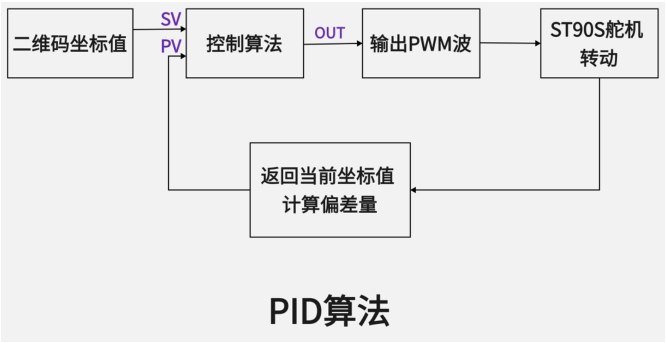 二维码坐标值
SV
PV
控制算法
OUT
输出PWM波
ST90S舵机
转动
返回当前坐标值
计算偏差量
PID算法